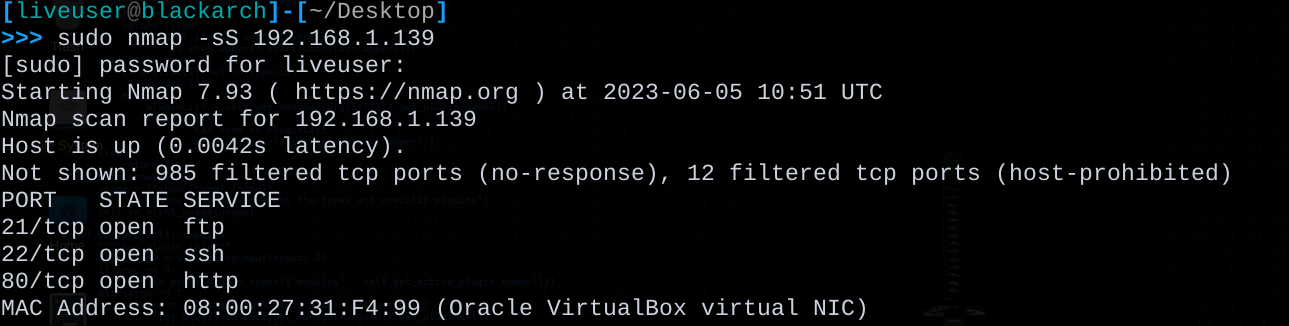 [liveuser@blackarch]-[~/Desktop]
>>> sudo nmap -sS 192.168.1.139
[sudo] password for liveuser:
Starting Nmap 7.93 ( https://nmap.org ) at 2023-06-05 10:51 UTC
Nmap scan report for 192.168.1.139
Host is up (0.0042s latency).
Not shown: 985 filtered tcp ports (no-response), 12 filtered tcp ports (host-prohibited)
PORT   STATE SERVICE
21/tcp open  ftp
22/tcp open  ssh
80/tcp open  http
MAC Address: 08:00:27:31:F4:99 (Oracle VirtualBox virtual NIC)